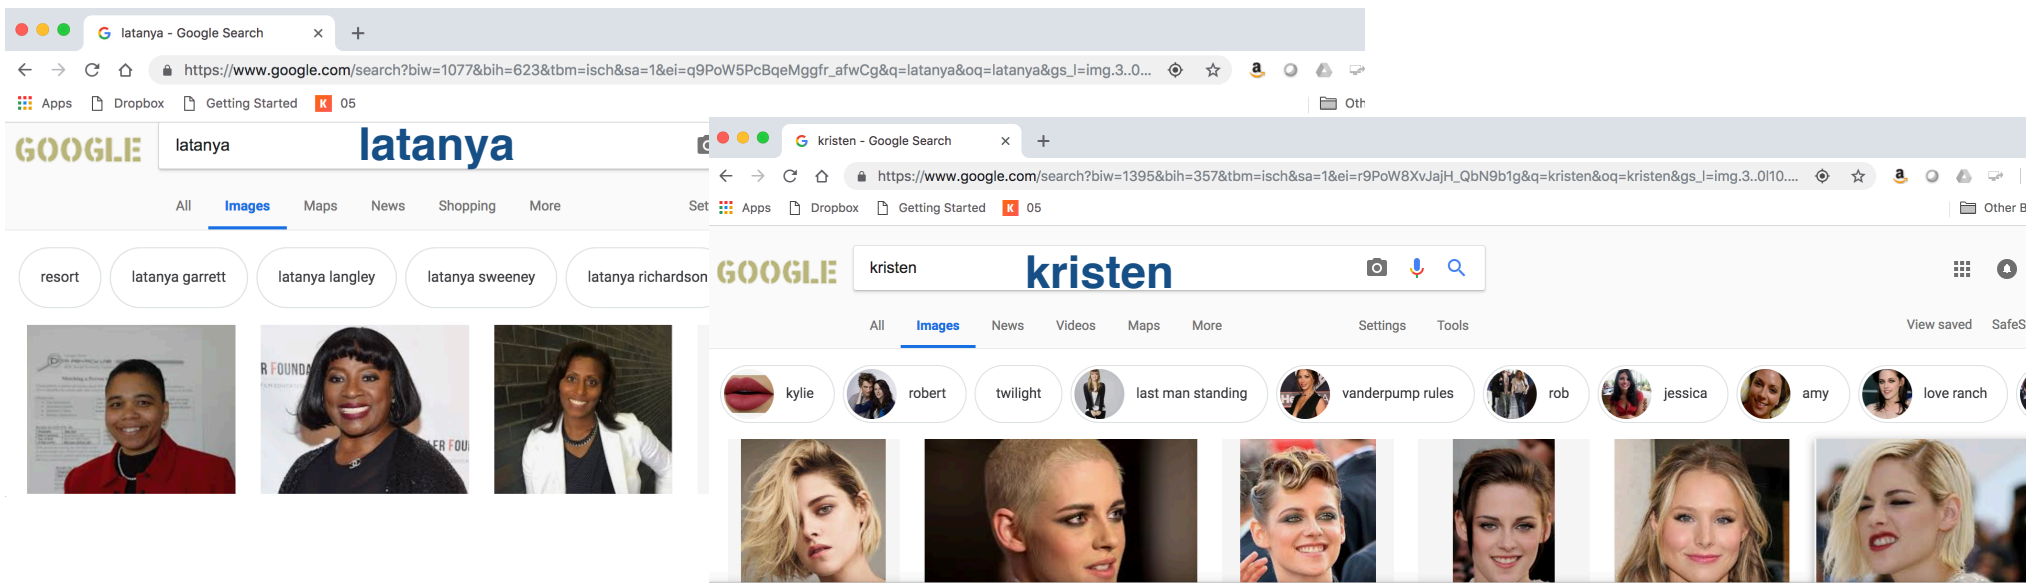 latanya - Google Search
https://www.google.com/search?biw=1077&bih=623&tbm=isch&sa=1&ei=q9PoW5PcBqeMggfr_afwCg&q=latanya&oq=latanya&gs_l=img.3..0...
Apps Dropbox Getting Started K 05 Oth
GOOGLE latanya latanya
All Images Maps News Shopping More Set
resort latanya garrett latanya langley latanya sweeney latanya richardson
R FOUNDA
LER FOU
kristen - Google Search
https://www.google.com/search?biw=1395&bih=357&tbm=isch&sa=1&ei=r9PoW8XvJajH_QbN9b1g&q=kristen&oq=kristen&gs_l=img.3..0l10....
Apps Dropbox Getting Started K 05 Other B
GOOGLE kristen kristen
All Images News Videos Maps More Settings Tools View saved SafeS
kylie robert twilight last man standing vanderpump rules rob jessica amy love ranch